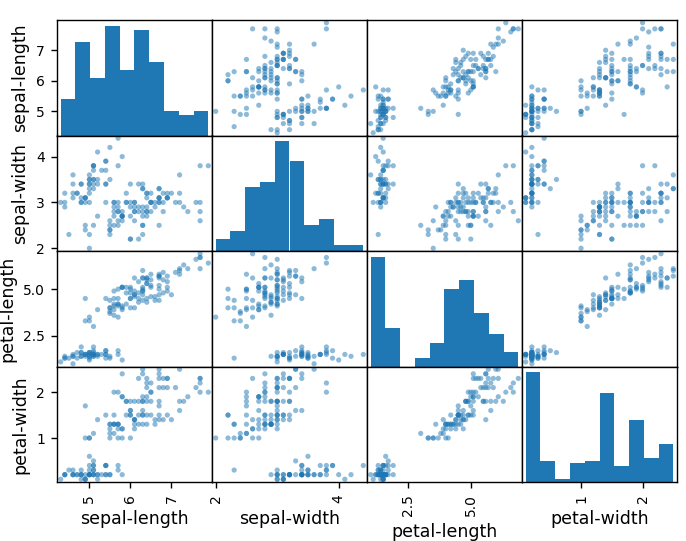 sepal-length
7
6
5
sepal-width
4
3
2
petal-length
5.0
2.5
petal-width
2
1
5 6 7 2 4 2.5 5.0 1 2
sepal-length sepal-width petal-length petal-width